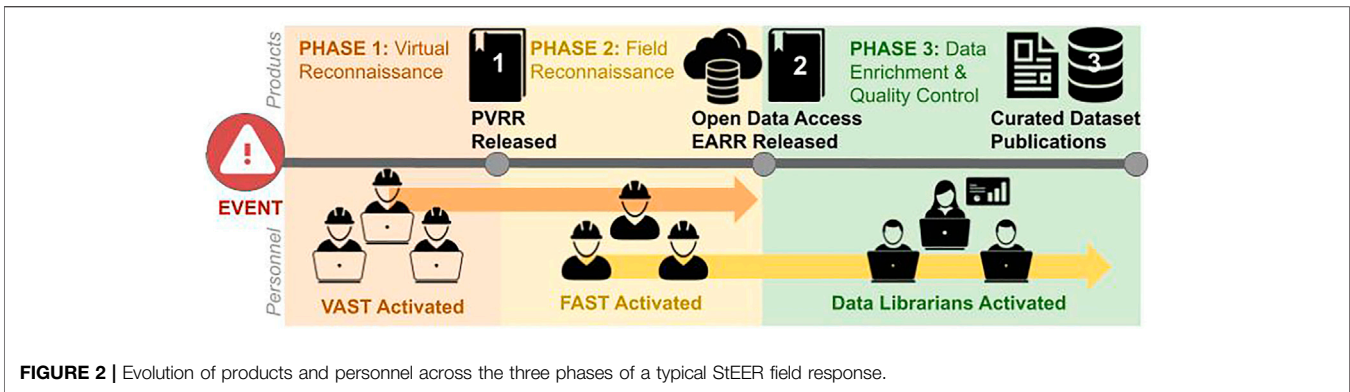 Products
PHASE 1: Virtual
Reconnaissance
1
PVRR
Released
PHASE 2: Field
Reconnaissance
2
Open Data Access
EARR Released
PHASE 3: Data
Enrichment &
Quality Control
3
Curated Dataset
Publications
EVENT
Personnel
VAST Activated
FAST Activated
Data Librarians Activated
FIGURE 2 | Evolution of products and personnel across the three phases of a typical StEER field response.